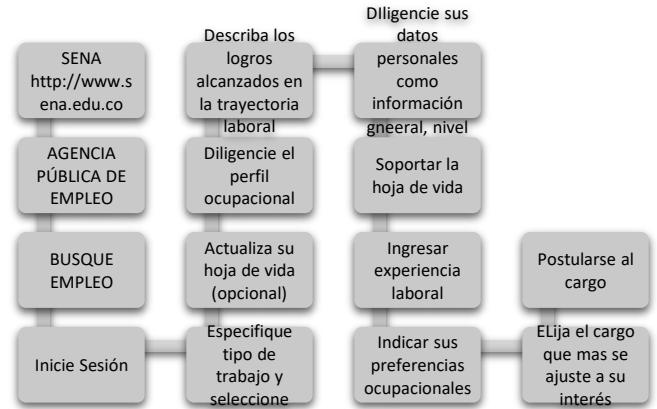 SENA
http://www.s
ena.edu.co
AGENCIA
PÚBLICA DE
EMPLEO
BUSQUE
EMPLEO
Inicie Sesión
Especifique
tipo de
trabajo y
seleccione
Actualiza su
hoja de vida
(opcional)
Diligencie el
perfil
ocupacional
Describa los
logros
alcanzados en
la trayectoria
laboral
DIligencie sus
datos
personales
como
información
gneeral, nivel
Soportar la
hoja de vida
Ingresar
experiencia
laboral
Indicar sus
preferencias
ocupacionales
ELija el cargo
que mas se
ajuste a su
interés
Postularse al
cargo